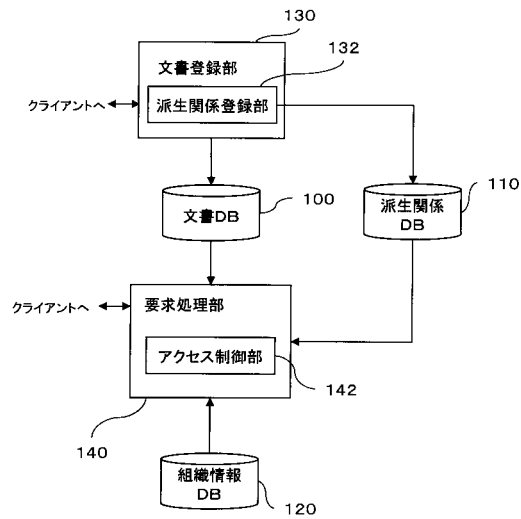 130
文書登録部
132
クライアントへ
派生関係登録部
文書DB
100
派生関係
DB
110
クライアントへ
要求処理部
アクセス制御部
142
140
組織情報
DB
120